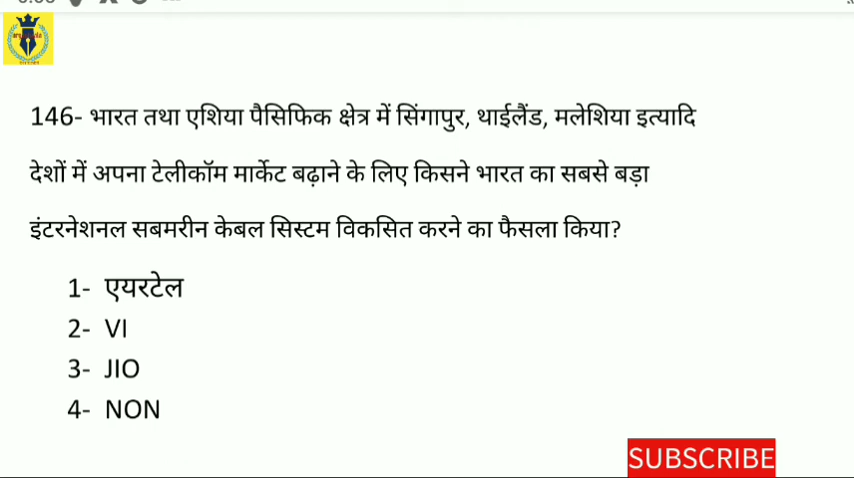 146- भारत तथा एशिया पैसिफिक क्षेत्र में सिंगापुर, थाईलैंड, मलेशिया इत्यादि
देशों में अपना टेलीकॉम मार्केट बढ़ाने के लिए किसने भारत का सबसे बड़ा
इंटरनेशनल सबमरीन केबल सिस्टम विकसित करने का फैसला किया?
1- एयरटेल
2- VI
3- JIO
4- NON
SUBSCRIBE